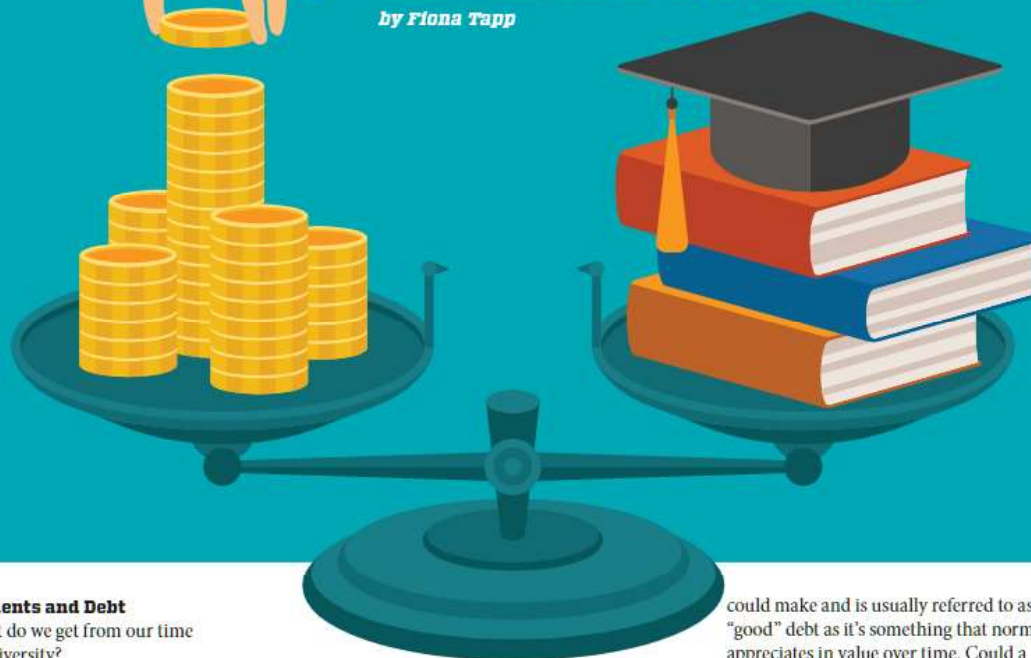 by Fiona Tapp
ents and Debt
do we get from our time
iversity?
could make and is usually referred to as
“good” debt as it's something that norm
appreciates in value over time. Could a